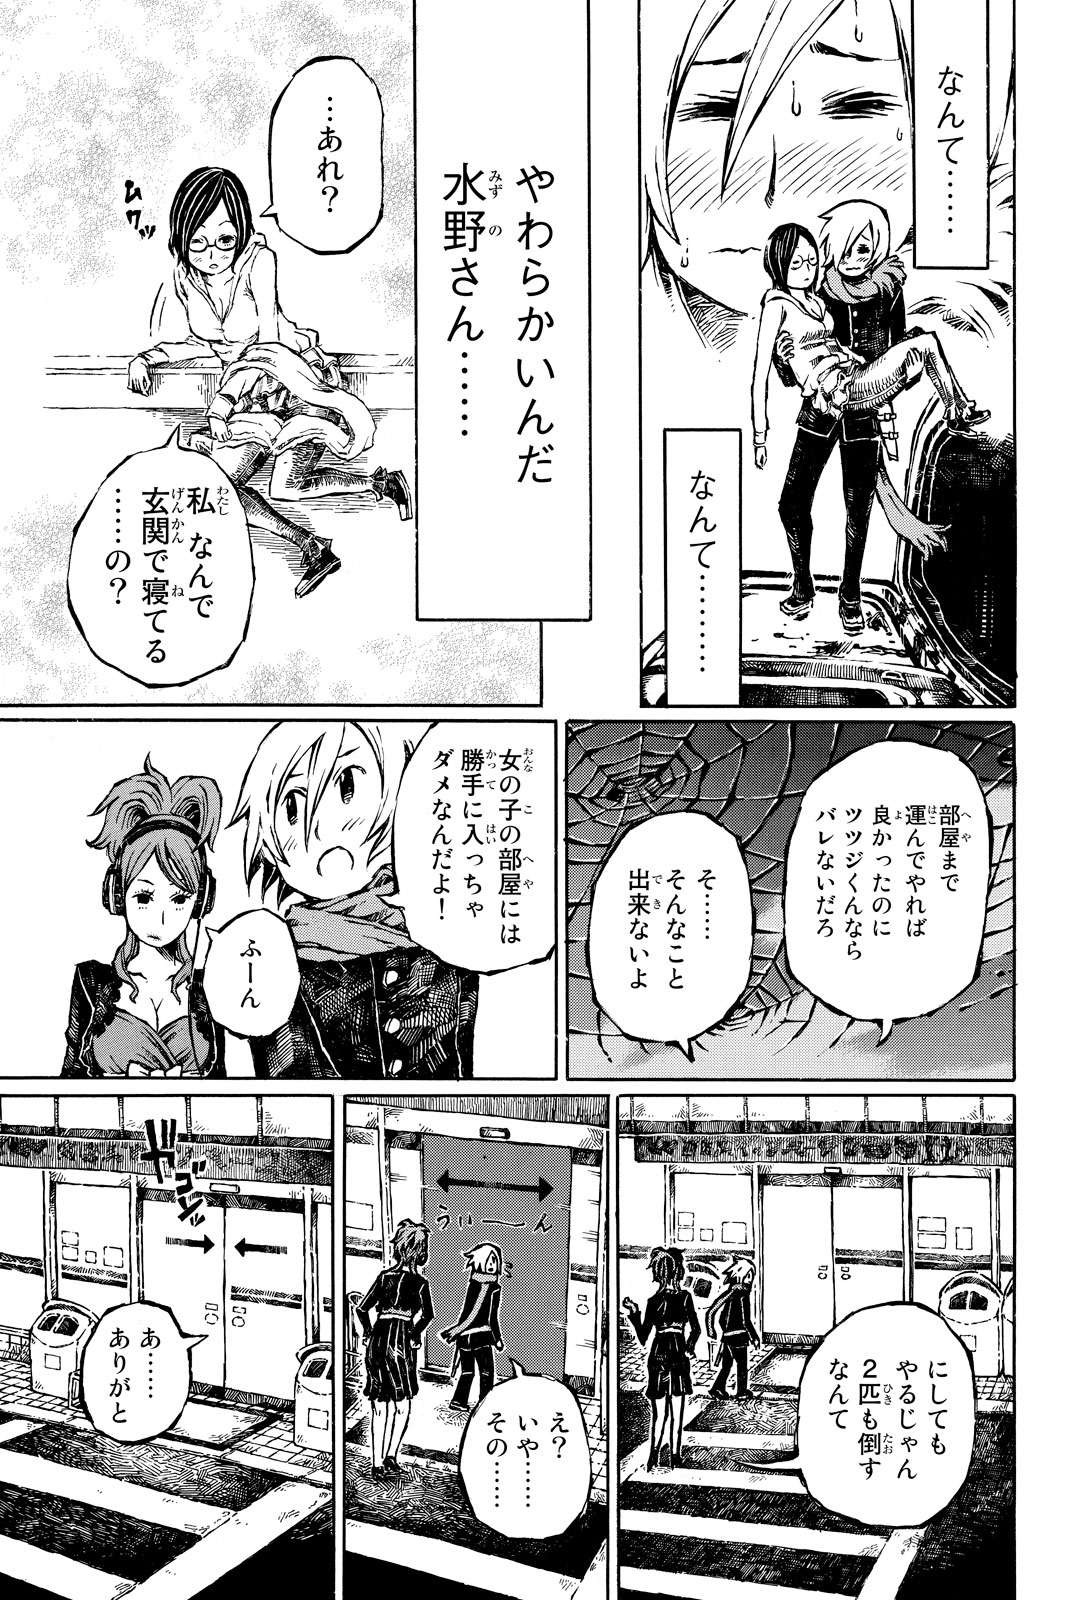 なんて……
なんて………
やわらかいんだ
水野さん……
…あれ？
ムクッ
私 なんで
玄関で寝てる
……の？
部屋まで
運んでやれば
良かったのに
ツツジくんなら
バレないだろ
そ……
そんなこと
出来ないよ
女の子の部屋には
勝手に入っちゃ
ダメなんだよ！
ふーん
にしても
やるじゃん
2匹も倒す
なんて
うぃーん
え？
いや……
その……
ガゴン
あ……
ありがと